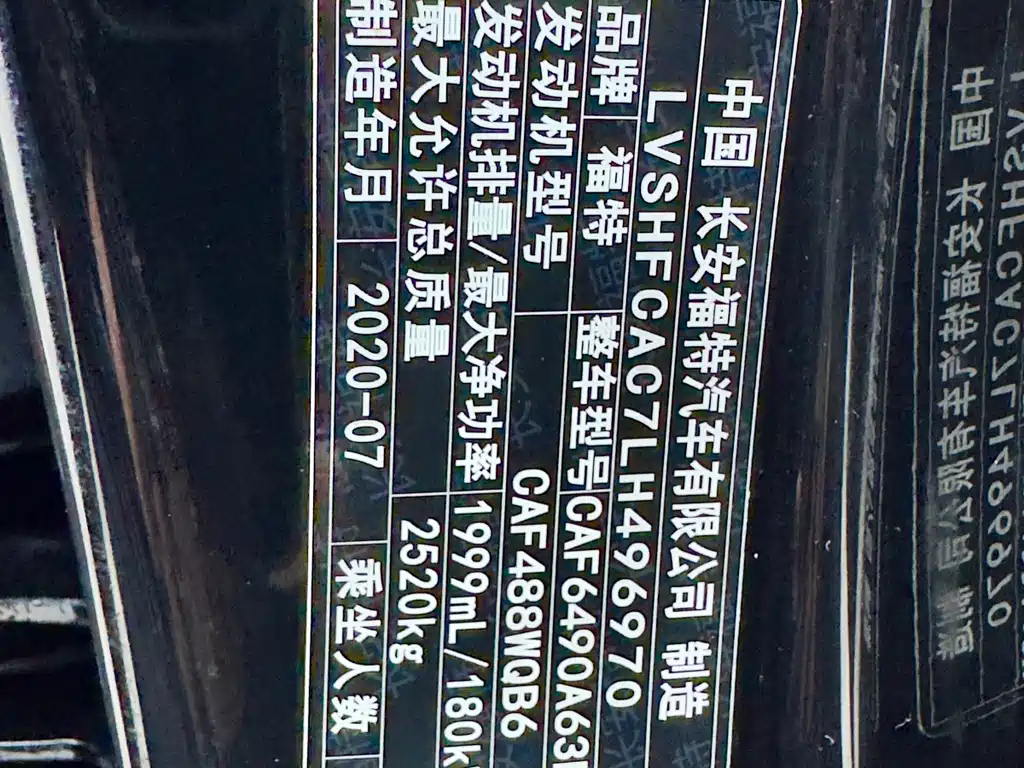 中国 长安福特汽车有限公司 制造
LVSHFCAC7LH496970
品牌 福特 整车型号 CAF6490A63
发动机型号 CAF488WQB6
发动机排量/最大净功率 1999mL/180k
最大允许总质量 2520kg
制造年月 2020-07 乘坐人数